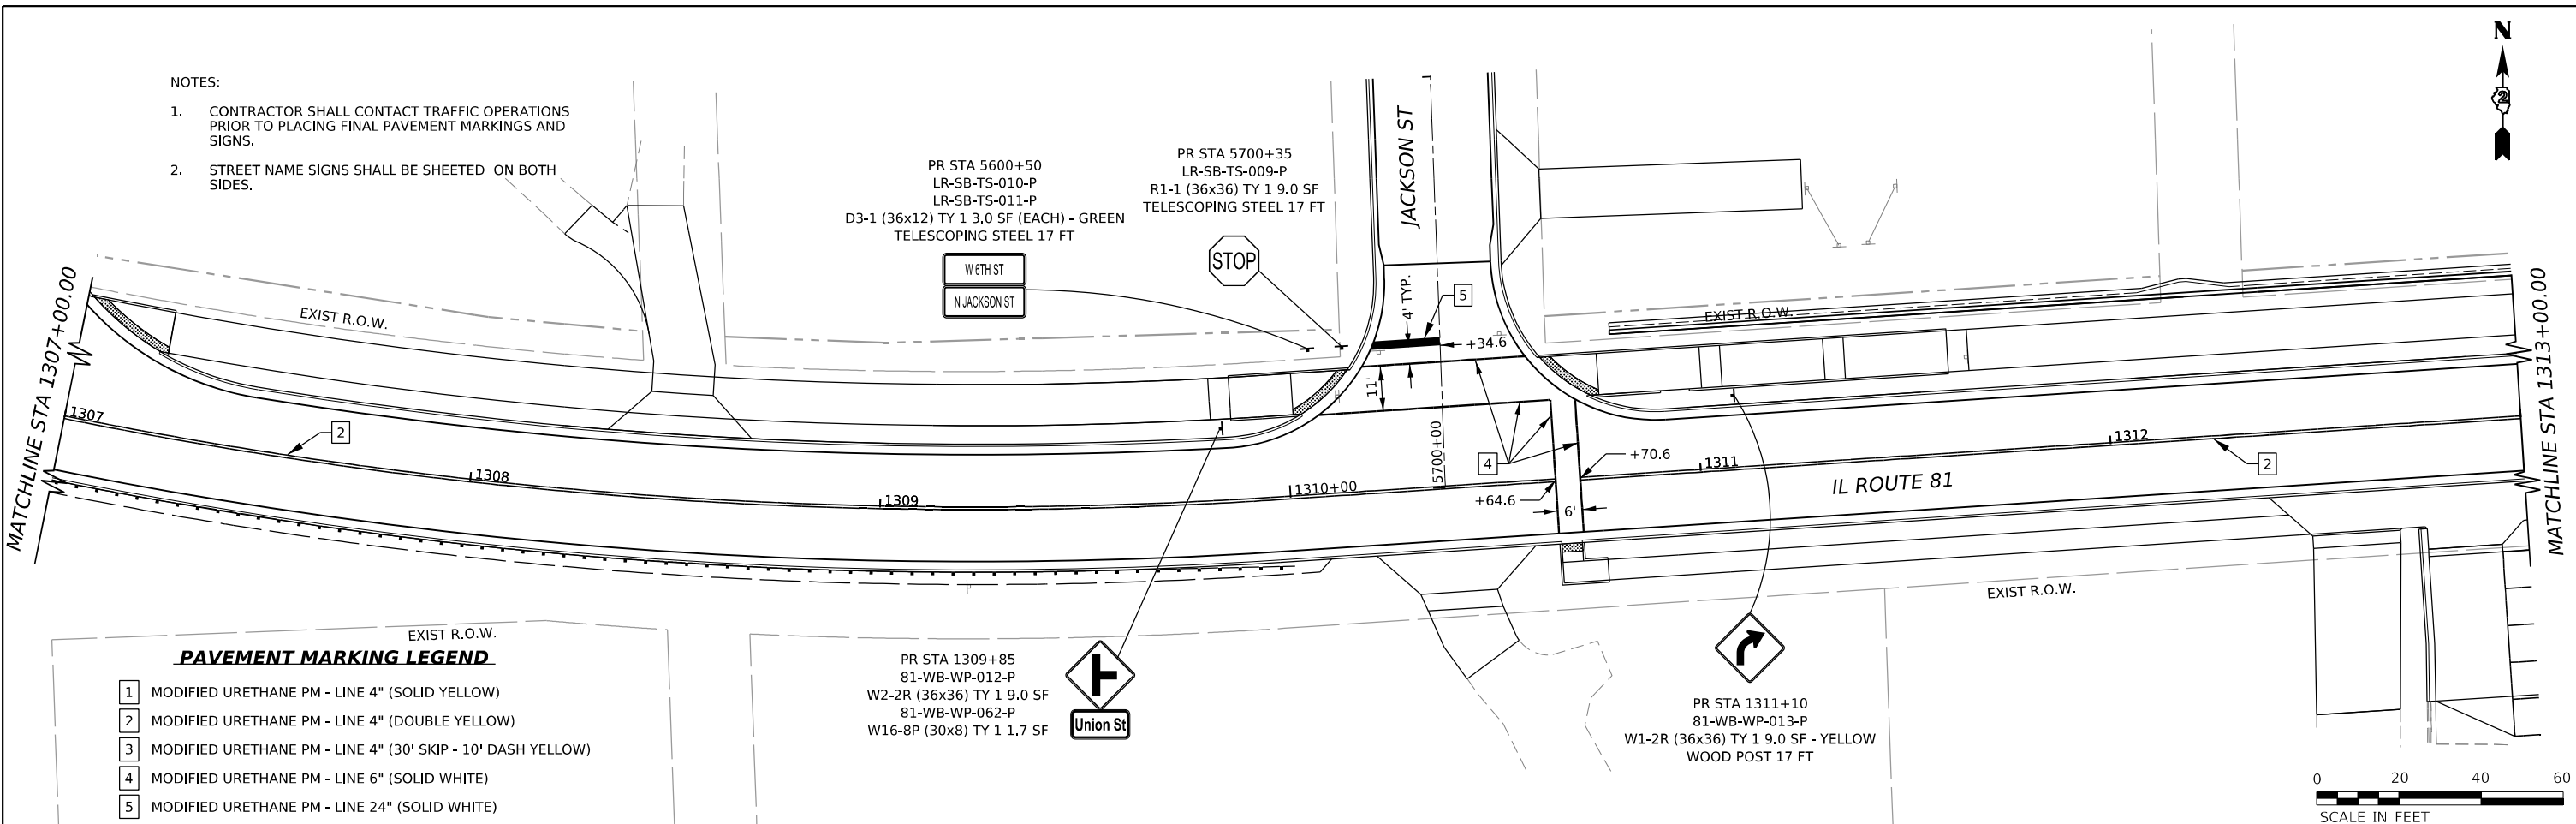 NOTES:
1. CONTRACTOR SHALL CONTACT TRAFFIC OPERATIONS
PRIOR TO PLACING FINAL PAVEMENT MARKINGS AND
SIGNS.
2. STREET NAME SIGNS SHALL BE SHEETED ON BOTH
SIDES.
PR STA 5600+50
LR-SB-TS-010-P
LR-SB-TS-011-P
D3-1 (36x12) TY 1 3.0 SF (EACH) - GREEN
TELESCOPING STEEL 17 FT
W 6TH ST
N JACKSON ST
PR STA 5700+35
LR-SB-TS-009-P
R1-1 (36x36) TY 1 9.0 SF
TELESCOPING STEEL 17 FT
STOP
JACKSON ST
N
2
MATCHLINE STA 1307+00.00
EXIST R.O.W.
4' TYP.
5
+34.6
11'
EXIST R.O.W.
MATCHLINE STA 1313+00.00
1307
2
1308
1309
1310+00
5700+00
4
+64.6
6'
+70.6
1311
1312
2
IL ROUTE 81
EXIST R.O.W.
EXIST R.O.W.
PAVEMENT MARKING LEGEND
1 MODIFIED URETHANE PM - LINE 4" (SOLID YELLOW)
2 MODIFIED URETHANE PM - LINE 4" (DOUBLE YELLOW)
3 MODIFIED URETHANE PM - LINE 4" (30' SKIP - 10' DASH YELLOW)
4 MODIFIED URETHANE PM - LINE 6" (SOLID WHITE)
5 MODIFIED URETHANE PM - LINE 24" (SOLID WHITE)
PR STA 1309+85
81-WB-WP-012-P
W2-2R (36x36) TY 1 9.0 SF
81-WB-WP-062-P
W16-8P (30x8) TY 1 1.7 SF
Union St
PR STA 1311+10
81-WB-WP-013-P
W1-2R (36x36) TY 1 9.0 SF - YELLOW
WOOD POST 17 FT
0 20 40 60
SCALE IN FEET